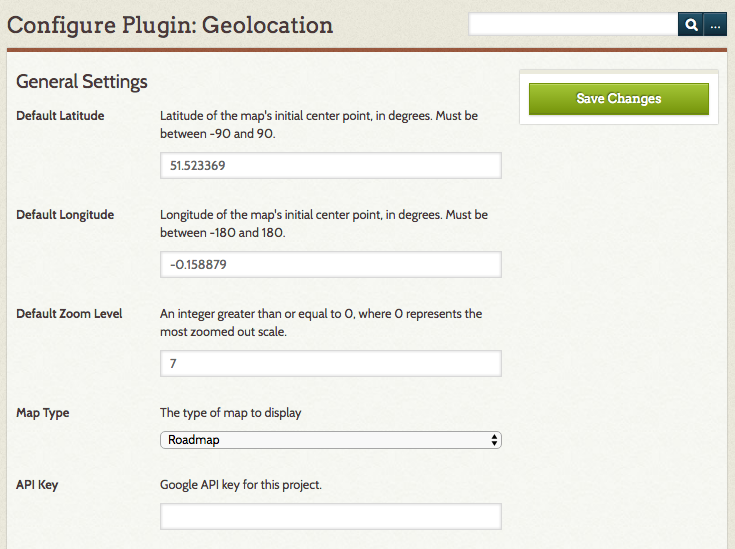 Configure Plugin: Geolocation
...
General Settings
Save Changes
Default Latitude
Latitude of the map's initial center point, in degrees. Must be
between -90 and 90.
51.523369
Default Longitude
Longitude of the map's initial center point, in degrees. Must be
between -180 and 180.
-0.158879
Default Zoom Level
An integer greater than or equal to 0, where 0 represents the
most zoomed out scale.
7
Map Type
The type of map to display
Roadmap
API Key
Google API key for this project.